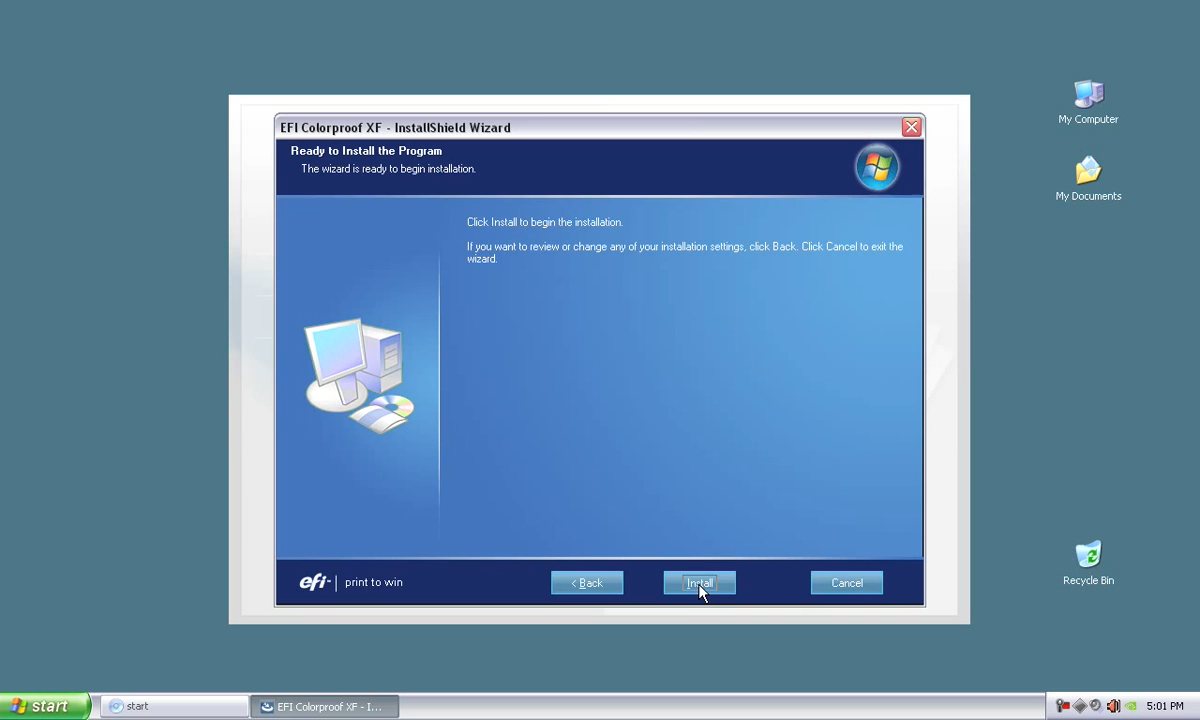 EFI Colorproof XF - InstallShield Wizard
Ready to Install the Program
The wizard is ready to begin installation.
Click Install to begin the installation.
If you want to review or change any of your installation settings, click Back. Click Cancel to exit the
wizard.
efi
print to win
< Back
Install
Cancel
My Computer
My Documents
Recycle Bin
start
start
EFI Colorproof XF - I...
5:01 PM